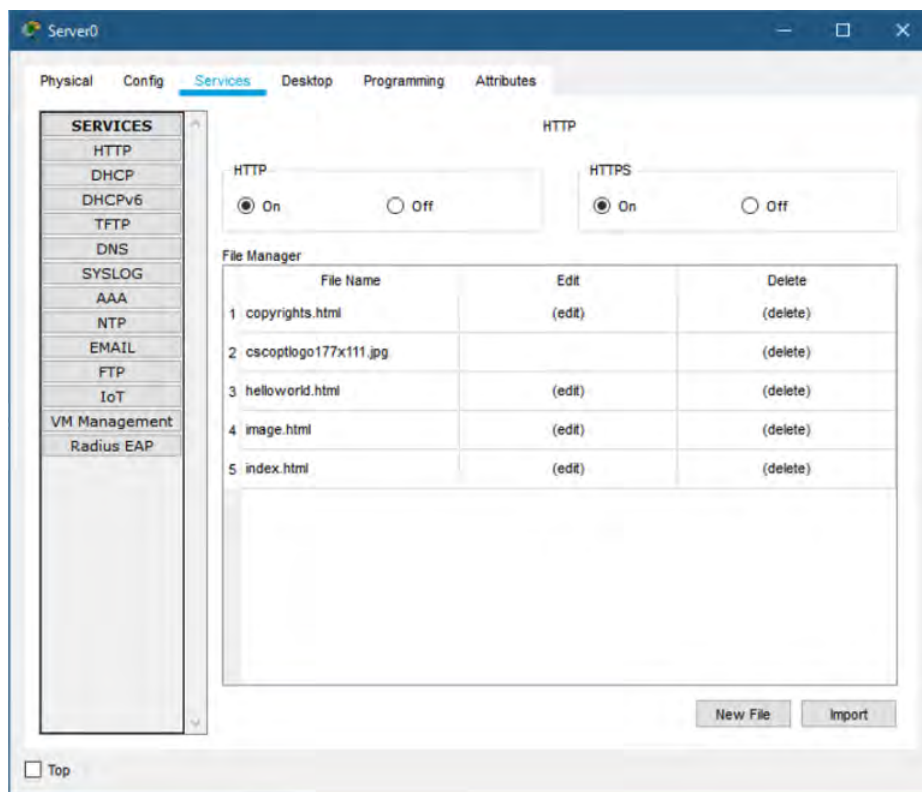 Server0
Physical Config Services Desktop Programming Attributes
SERVICES
HTTP
DHCP
DHCPv6
TFTP
DNS
SYSLOG
AAA
NTP
EMAIL
FTP
IoT
VM Management
Radius EAP
HTTP
HTTP
On Off
HTTPS
On Off
File Manager
File Name Edit Delete
1 copyrights.html (edit) (delete)
2 cscoptlogo177x111.jpg (delete)
3 helloworld.html (edit) (delete)
4 image.html (edit) (delete)
5 index.html (edit) (delete)
New File Import
Top